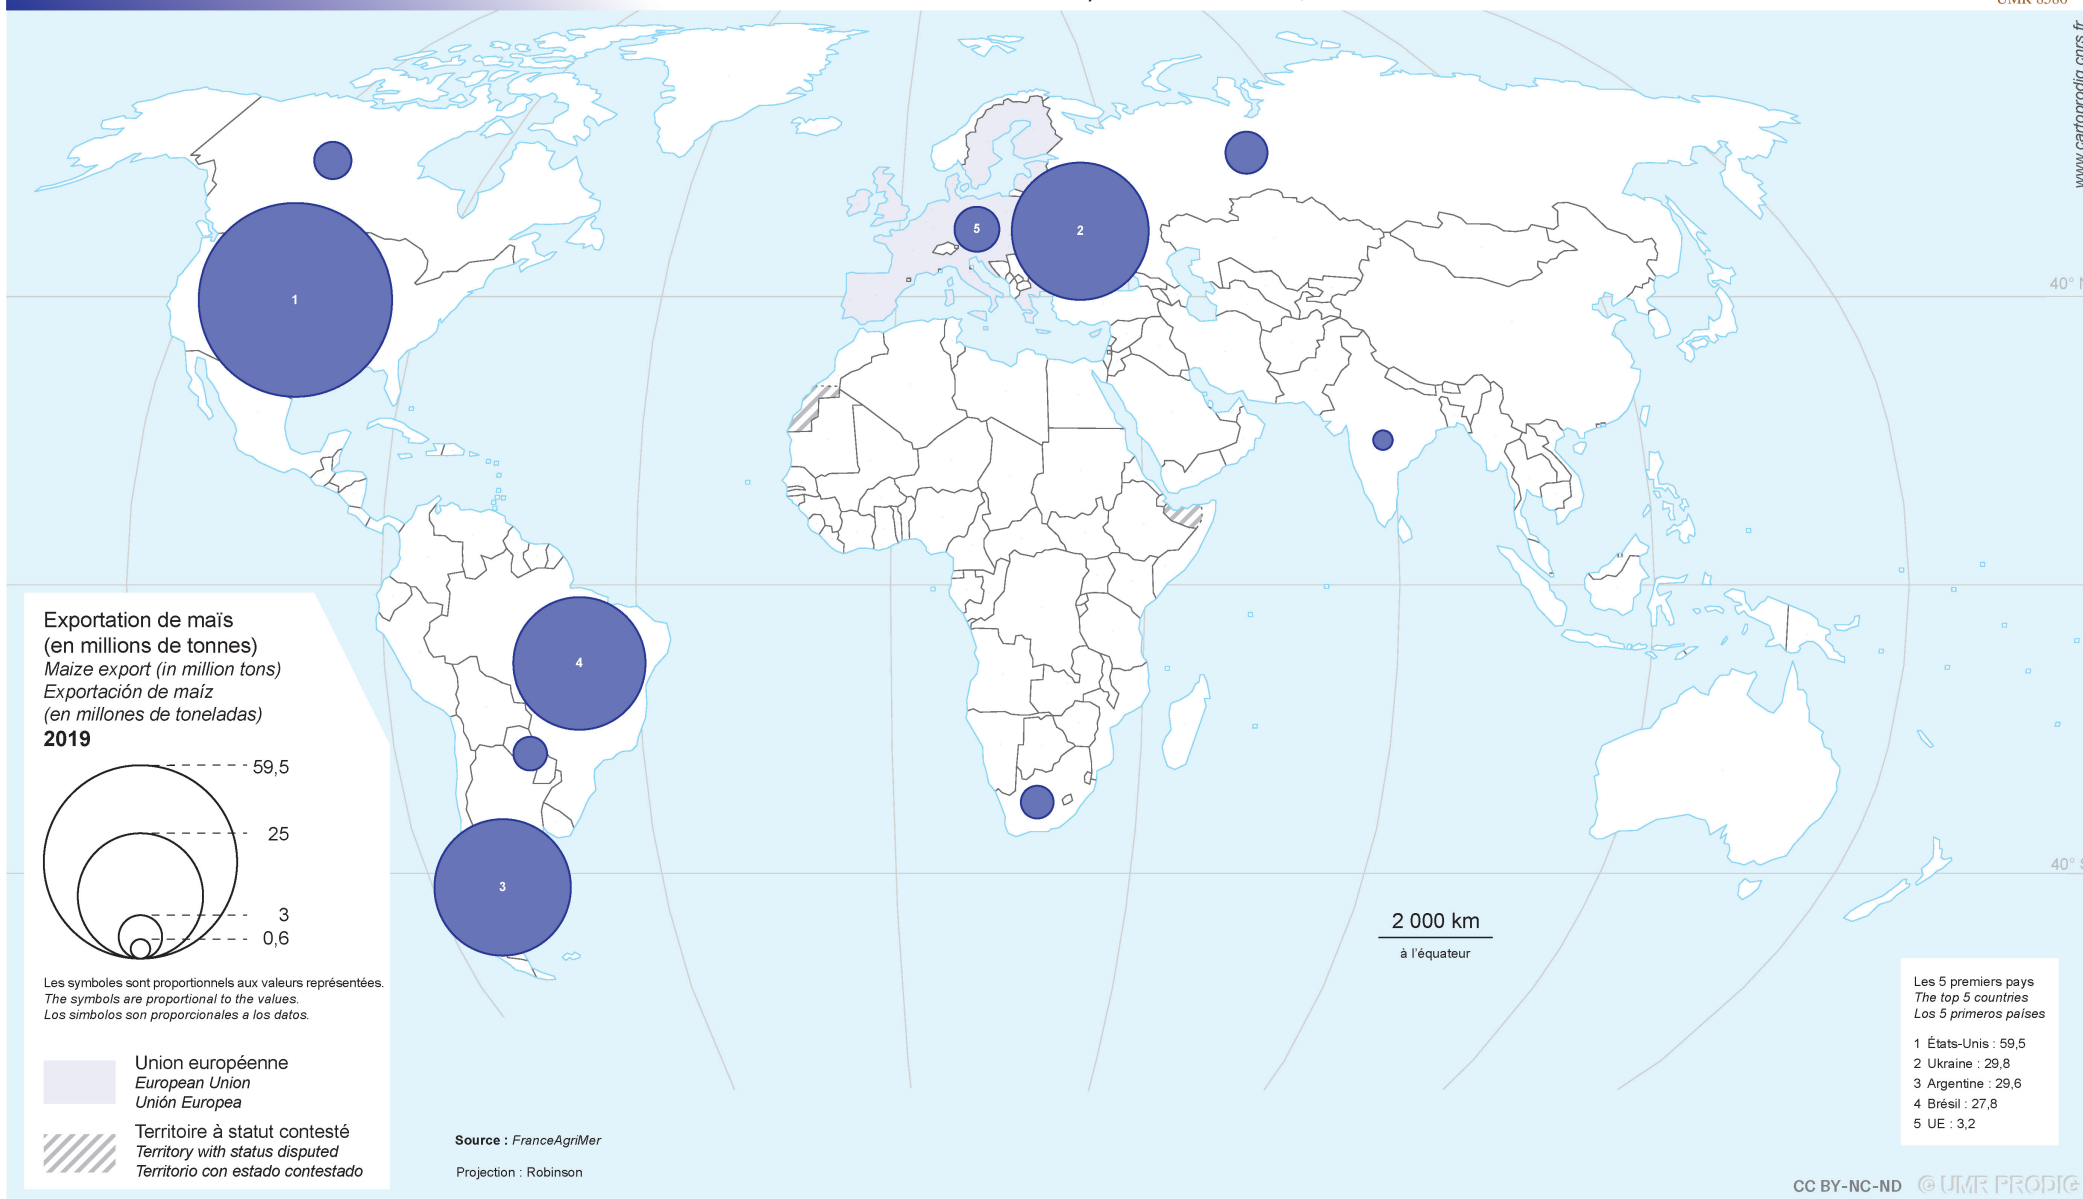 UMR 8586
www.cartoprodig.cnrs.fr
5
2
1
40° N
4
3
40° S
Exportation de maïs
(en millions de tonnes)
Maize export (in million tons)
Exportación de maíz
(en millones de toneladas)
2019
59,5
25
3
0,6
Les symboles sont proportionnels aux valeurs représentées.
The symbols are proportional to the values.
Los simbolos son proporcionales a los datos.
Union européenne
European Union
Unión Europea
Territoire à statut contesté
Territory with status disputed
Territorio con estado contestado
2 000 km
à l'équateur
Source : FranceAgriMer
Projection : Robinson
Les 5 premiers pays
The top 5 countries
Los 5 primeros países
1 États-Unis : 59,5
2 Ukraine : 29,8
3 Argentine : 29,6
4 Brésil : 27,8
5 UE : 3,2
CC BY-NC-ND © UMR PRODIG